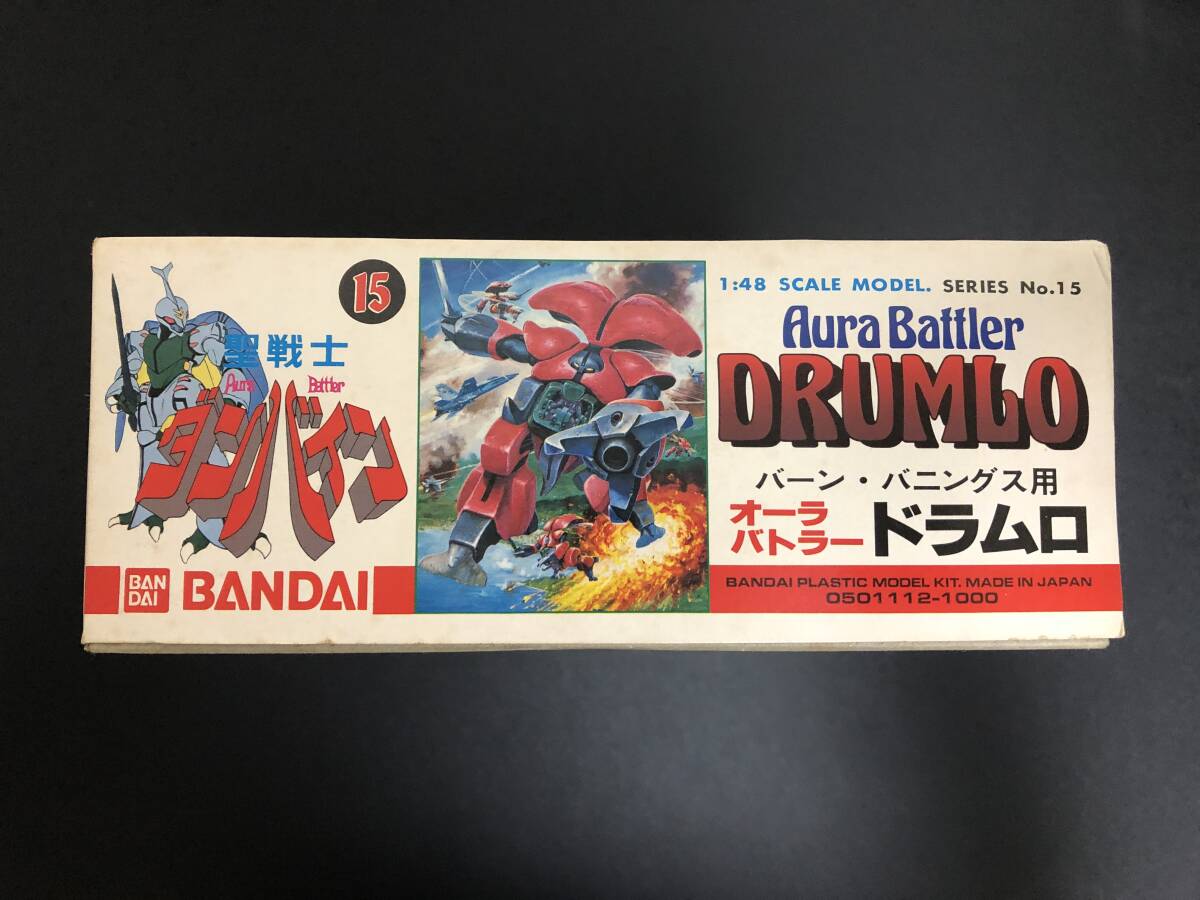 15
聖戦士
Aura Battler
ダンバイン
BAN
DAI
BANDAI
1:48 SCALE MODEL. SERIES No.15
Aura Battler
DRUMLO
バーン・バニングス用
オーラ
バトラー
ドラムロ
BANDAI PLASTIC MODEL KIT. MADE IN JAPAN
0501112-1000